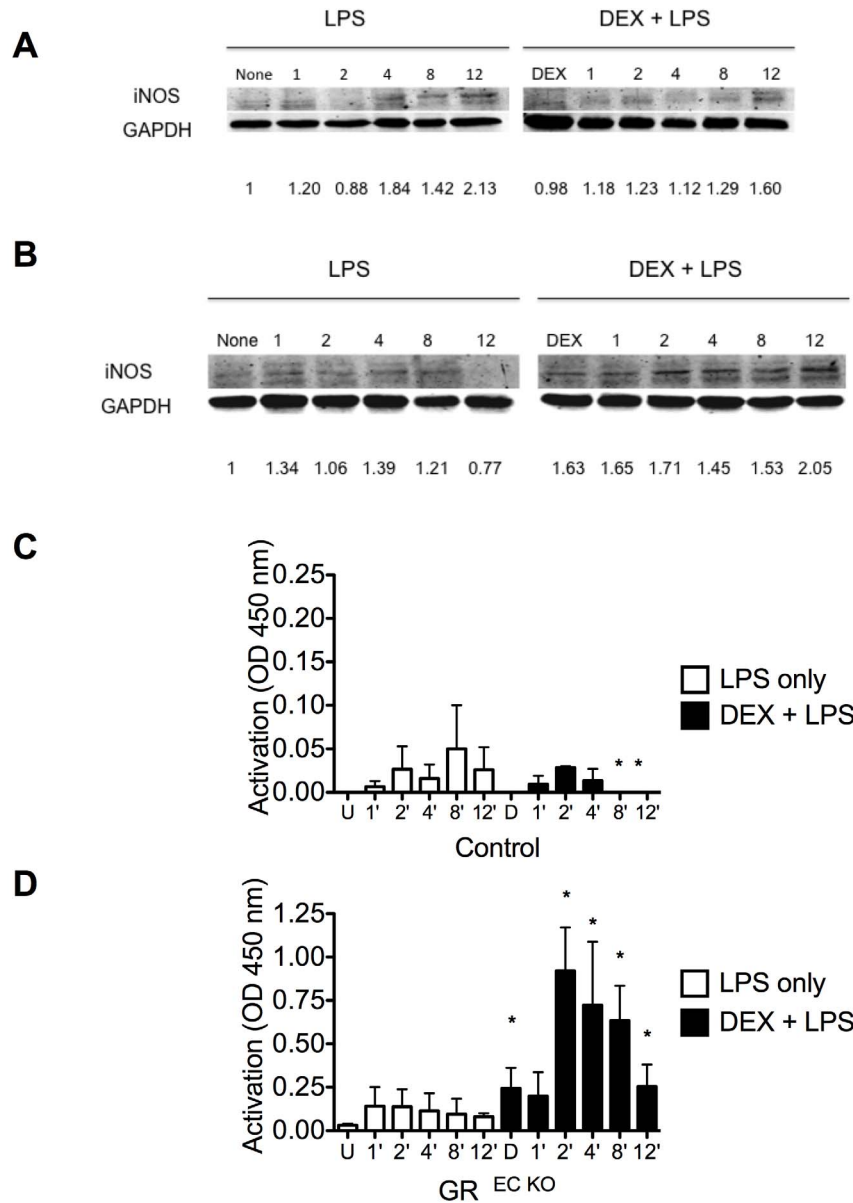 A
LPS
DEX + LPS
None 1 2 4 8 12
DEX 1 2 4 8 12
iNOS
GAPDH
1 1.20 0.88 1.84 1.42 2.13
0.98 1.18 1.23 1.12 1.29 1.60
B
LPS
DEX + LPS
None 1 2 4 8 12
DEX 1 2 4 8 12
iNOS
GAPDH
1 1.34 1.06 1.39 1.21 0.77
1.63 1.65 1.71 1.45 1.53 2.05
C
Activation (OD 450 nm)
0.25
0.20
0.15
0.10
0.05
0.00
* *
U 1' 2' 4' 8' 12' D 1' 2' 4' 8' 12'
Control
LPS only
DEX + LPS
D
Activation (OD 450 nm)
1.25
1.00
0.75
0.50
0.25
0.00
* * * * *
U 1' 2' 4' 8' 12' D 1' 2' 4' 8' 12'
GR EC KO
LPS only
DEX + LPS